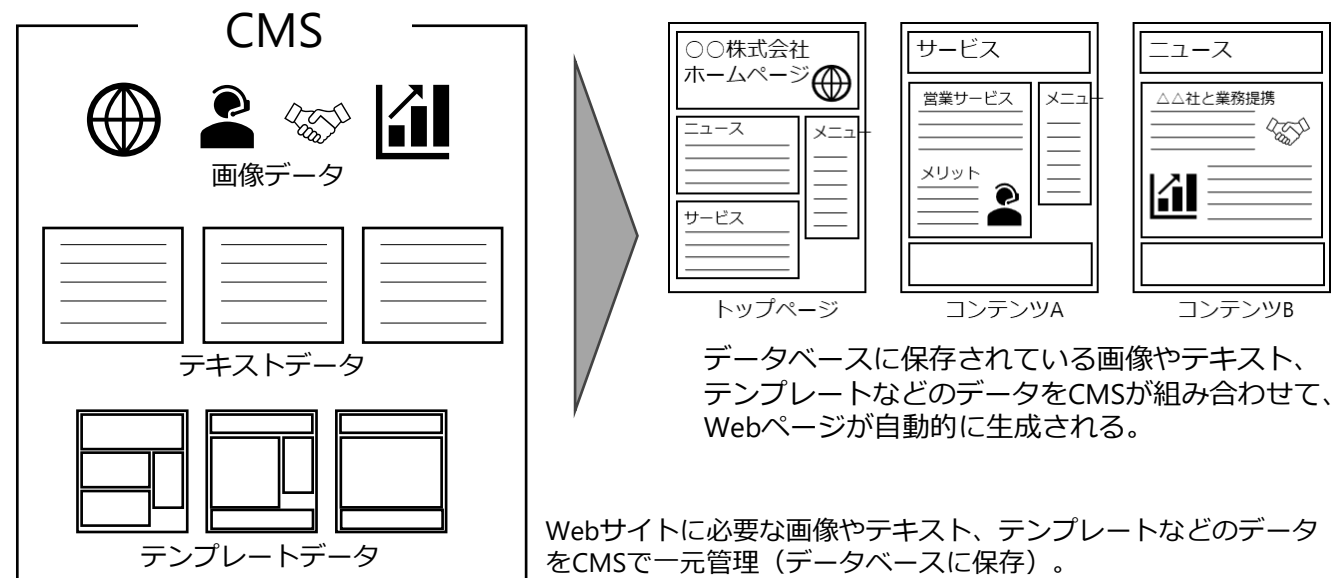 CMS
画像データ
テキストデータ
テンプレートデータ
○○株式会社
ホームページ
ニュース
メニュー
サービス
トップページ
サービス
営業サービス
メニュー
メリット
コンテンツA
ニュース
△△社と業務提携
コンテンツB
データベースに保存されている画像やテキスト、
テンプレートなどのデータをCMSが組み合わせて、
Webページが自動的に生成される。
Webサイトに必要な画像やテキスト、テンプレートなどのデータ
をCMSで一元管理（データベースに保存）。